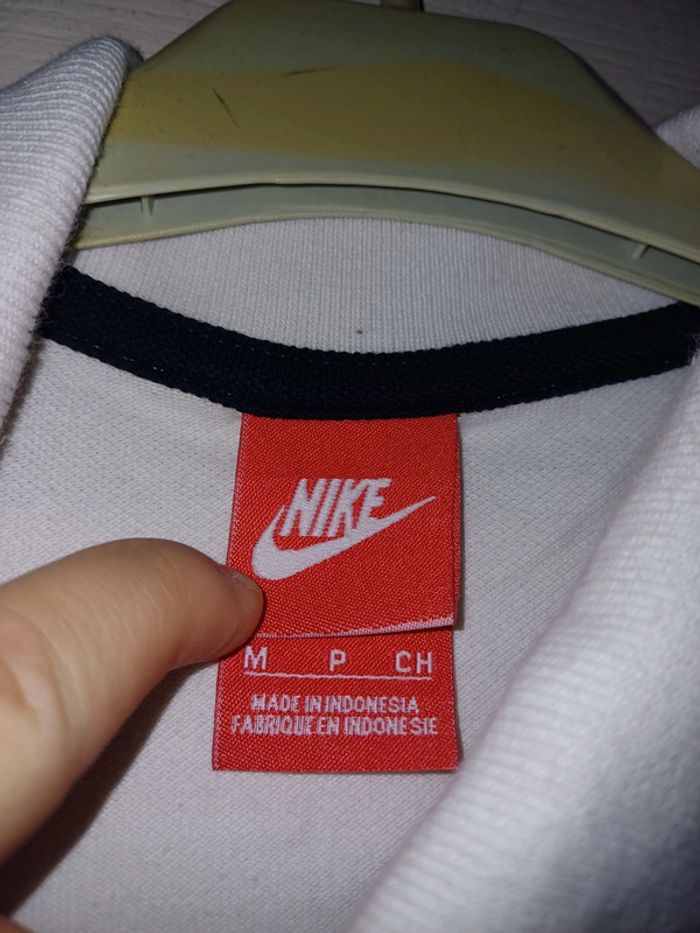 NIKE
M P CH
MADE IN INDONESIA
FABRIQUE EN INDONESIE